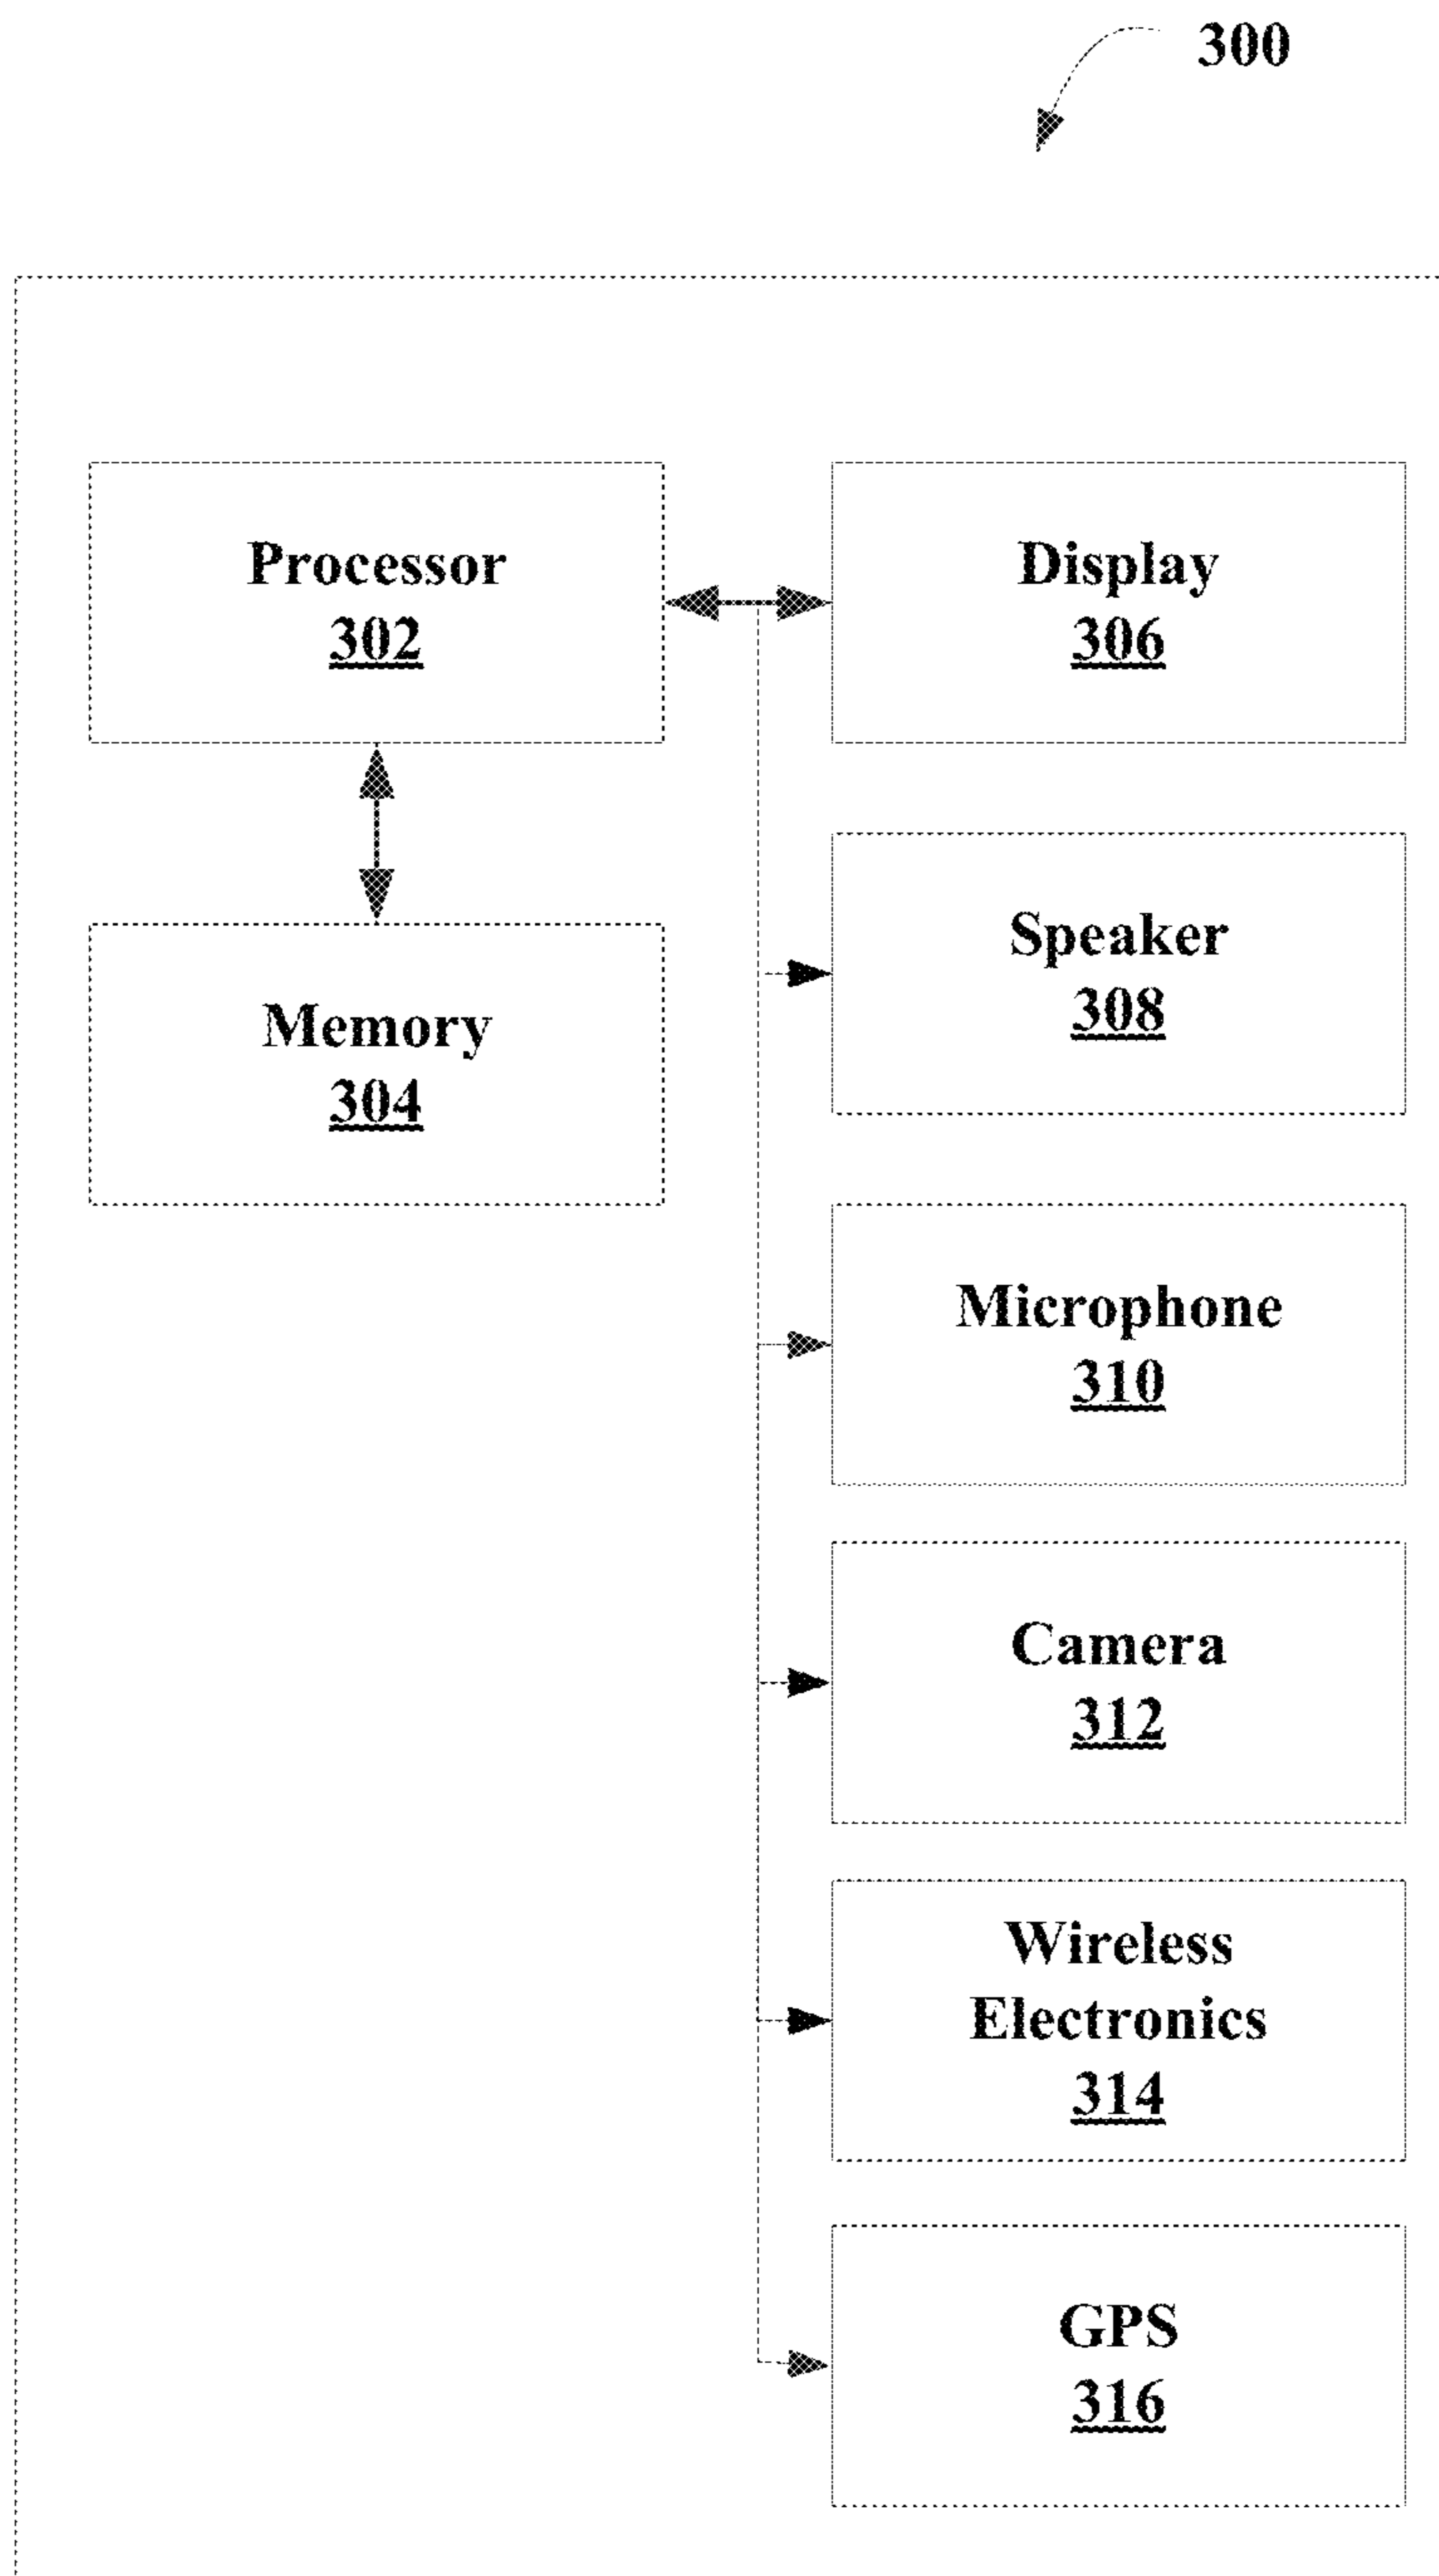 300
Processor
302
Display
306
Memory
304
Speaker
308
Microphone
310
Camera
312
Wireless
Electronics
314
GPS
316